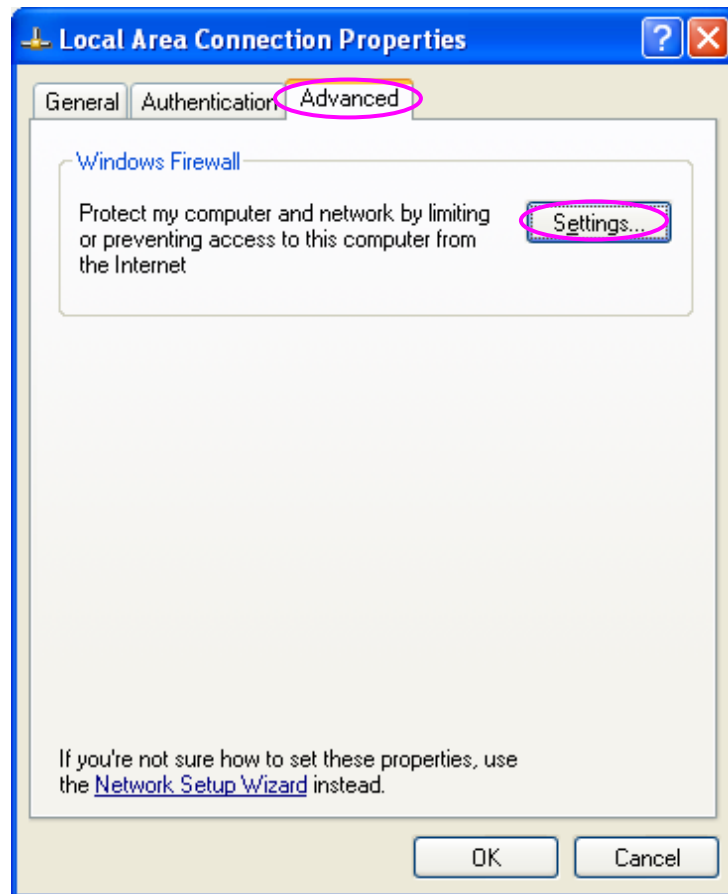 Local Area Connection Properties
General Authentication Advanced
Windows Firewall
Protect my computer and network by limiting
or preventing access to this computer from
the Internet
Settings...
If you're not sure how to set these properties, use
the Network Setup Wizard instead.
OK Cancel